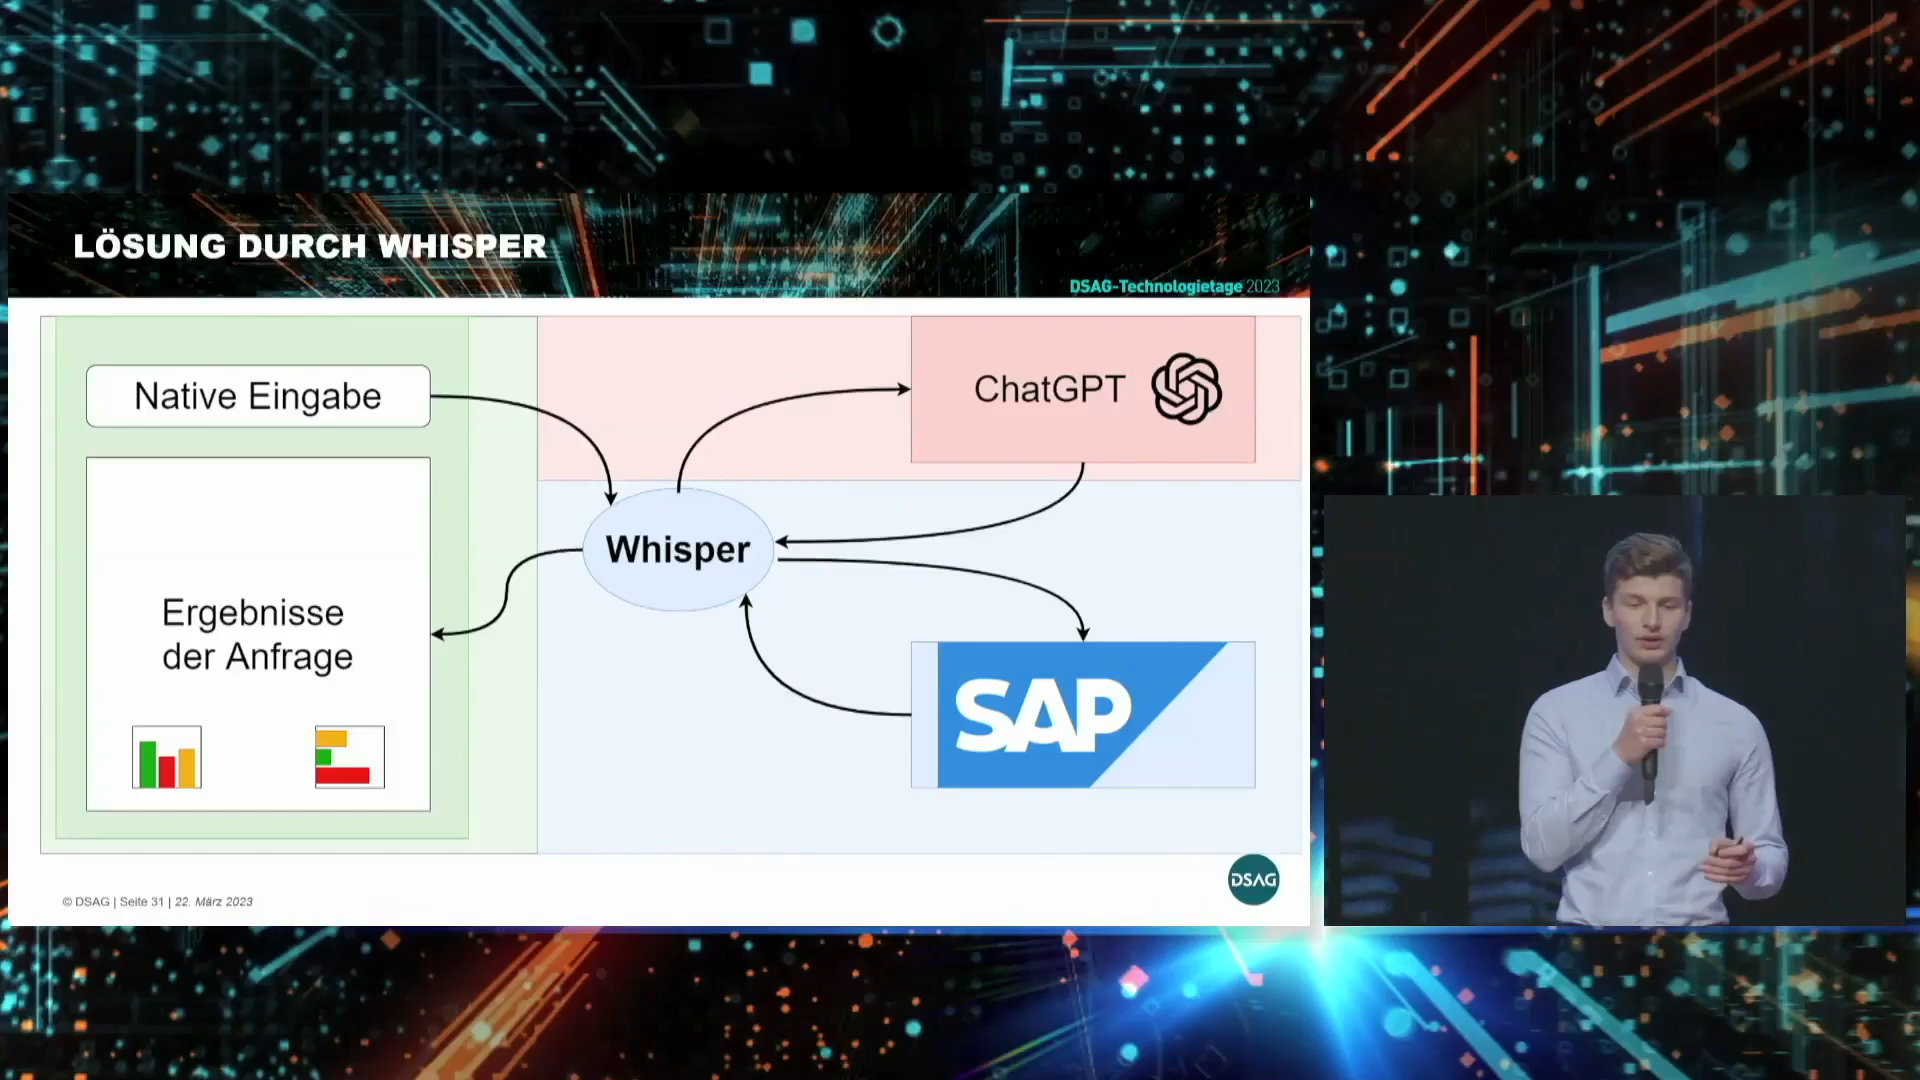 LÖSUNG DURCH WHISPER
DSAG-Technologietage 2023
Native Eingabe
ChatGPT
Whisper
Ergebnisse
der Anfrage
SAP
© DSAG | Seite 31 | 22. März 2023
DSAG